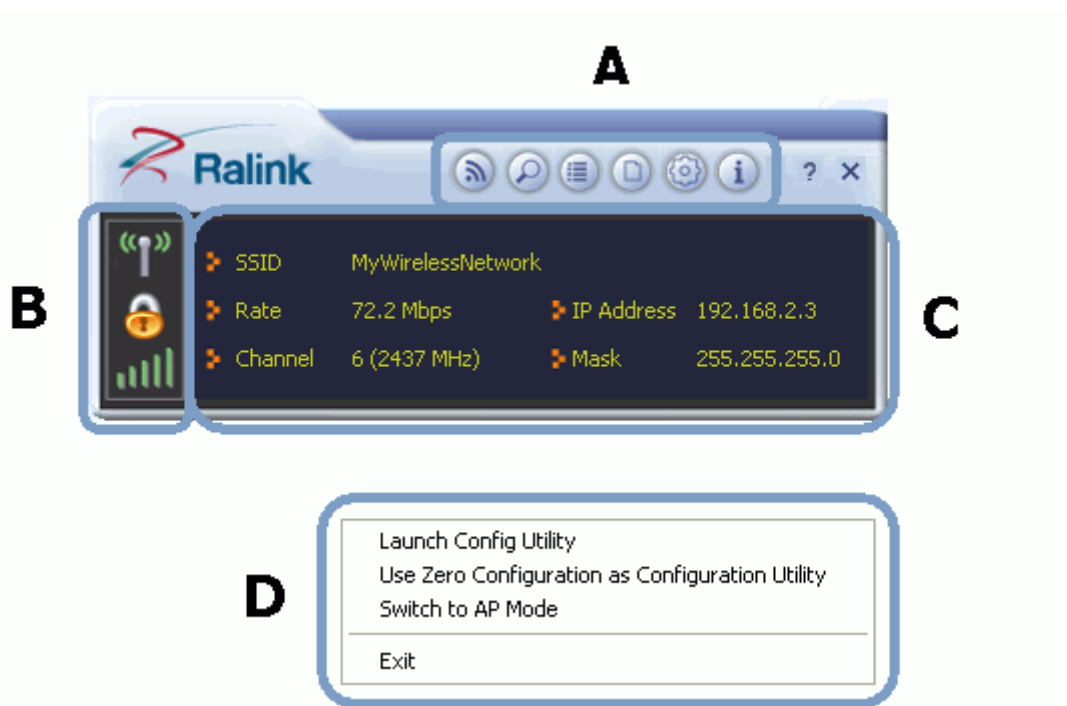 A
Ralink
? ×
B
SSID MyWirelessNetwork
Rate 72.2 Mbps IP Address 192.168.2.3
Channel 6 (2437 MHz) Mask 255.255.255.0
C
Launch Config Utility
Use Zero Configuration as Configuration Utility
Switch to AP Mode
D
Exit